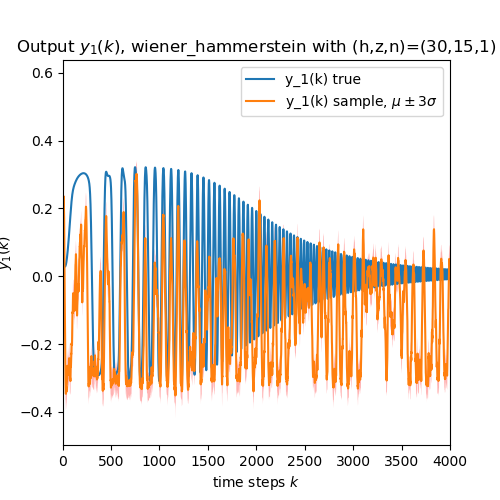 Output y₁(k), wiener_hammerstein with (h,z,n)=(30,15,1)
y_1(k) true
y_1(k) sample, μ ± 3σ
0.6
0.4
0.2
0.0
−0.2
−0.4
y₁(k)
0 500 1000 1500 2000 2500 3000 3500 4000
time steps k